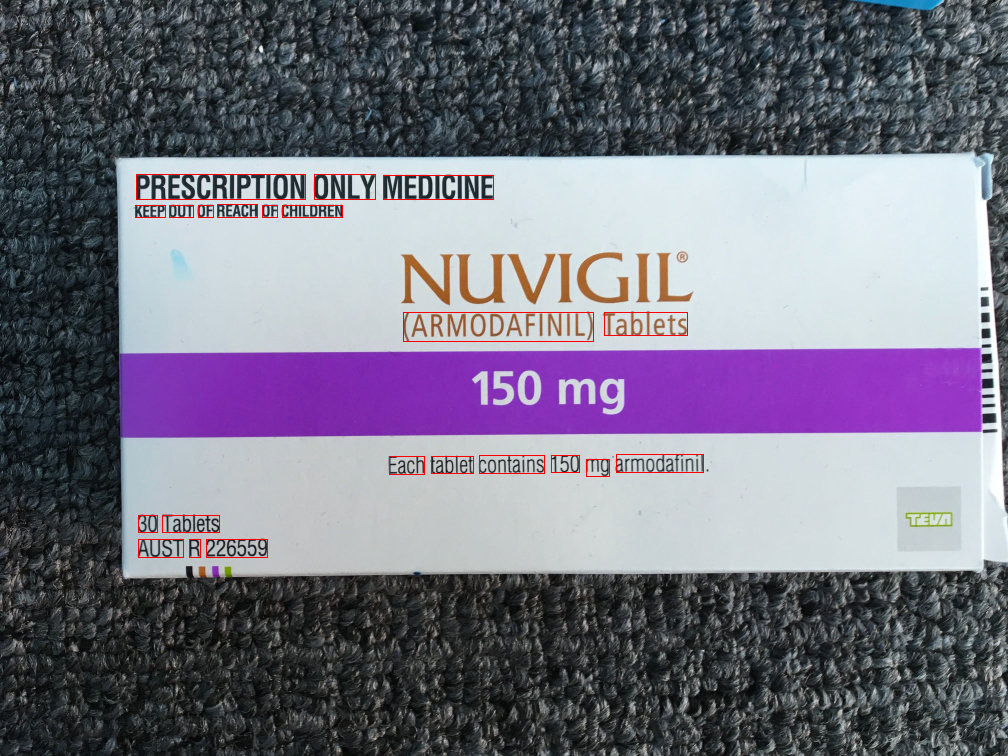 PRESCRIPTION ONLY MEDICINE
KEEP OUT OF REACH OF CHILDREN
NUVIGIL®
(ARMODAFINIL) Tablets
150 mg
Each tablet contains 150 mg armodafinil.
30 Tablets
AUST R 226559
TEVA